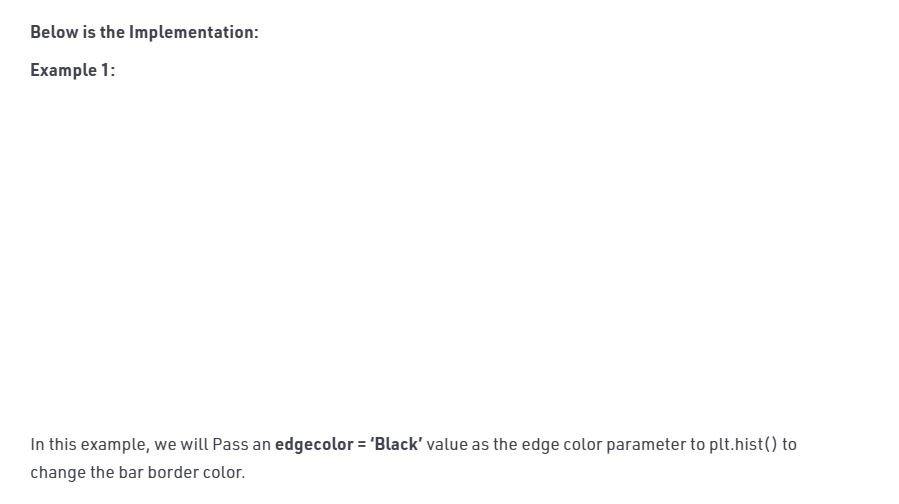 Below is the Implementation:
Example 1:
In this example, we will Pass an edgecolor = ‘Black’ value as the edge color parameter to plt.hist() to
change the bar border color.